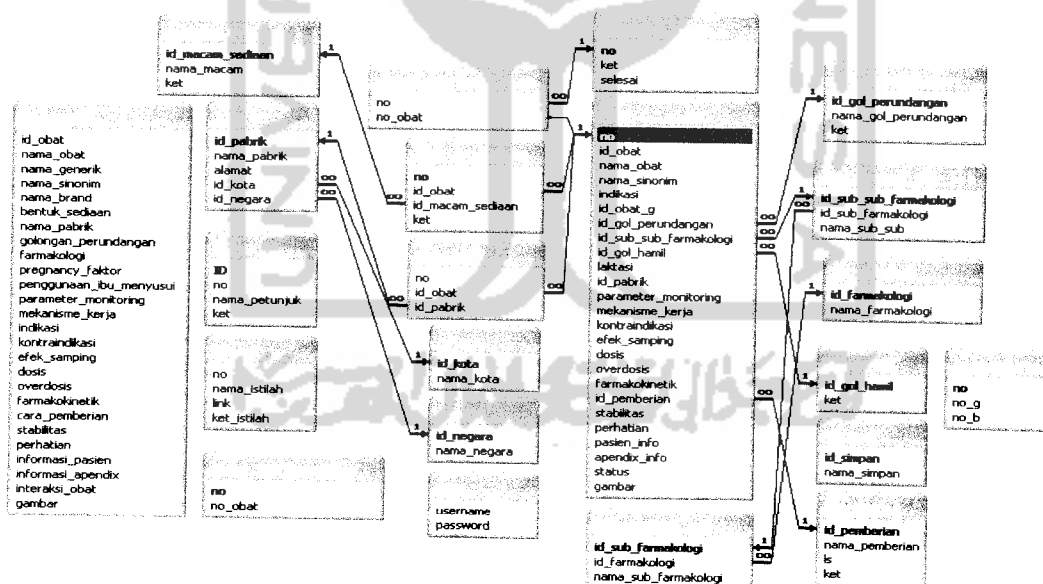 id_macam_sediaan
nama_macam
ket
id_obat
nama_obat
nama_generik
nama_sinonim
nama_brand
bentuk_sediaan
nama_pabrik
golongan_perundangan
farmakologi
pregnancy_faktor
penggunaan_ibu_menyusui
parameter_monitoring
mekanisme_kerja
indikasi
kontraindikasi
efek_samping
dosis
overdosis
farmakokinetik
cara_pemberian
stabilitas
perhatian
informasi_pasien
informasi_apendix
interaksi_obat
gambar
id_pabrik
nama_pabrik
alamat
id_kota
id_negara
ID
no
nama_petunjuk
ket
no
nama_istilah
link
ket_istilah
no
no_obat
no
no_obat
no
id_obat
id_macam_sediaan
ket
no
id_obat
id_pabrik
id_kota
nama_kota
id_negara
nama_negara
username
password
no
ket
selesai
no
id_obat
nama_obat
nama_sinonim
indikasi
id_obat_g
id_gol_perundangan
id_sub_sub_farmakologi
id_gol_hamil
laktasi
id_pabrik
parameter_monitoring
mekanisme_kerja
kontraindikasi
efek_samping
dosis
overdosis
farmakokinetik
id_pemberian
stabilitas
perhatian
pasien_info
apendix_info
status
gambar
id_sub_farmakologi
id_farmakologi
nama_sub_farmakologi
id_gol_perundangan
nama_gol_perundangan
ket
id_sub_sub_farmakologi
id_sub_farmakologi
nama_sub_sub
id_farmakologi
nama_farmakologi
id_gol_hamil
ket
id_simpan
nama_simpan
id_pemberian
nama_pemberian
is
ket
no
no_g
no_b